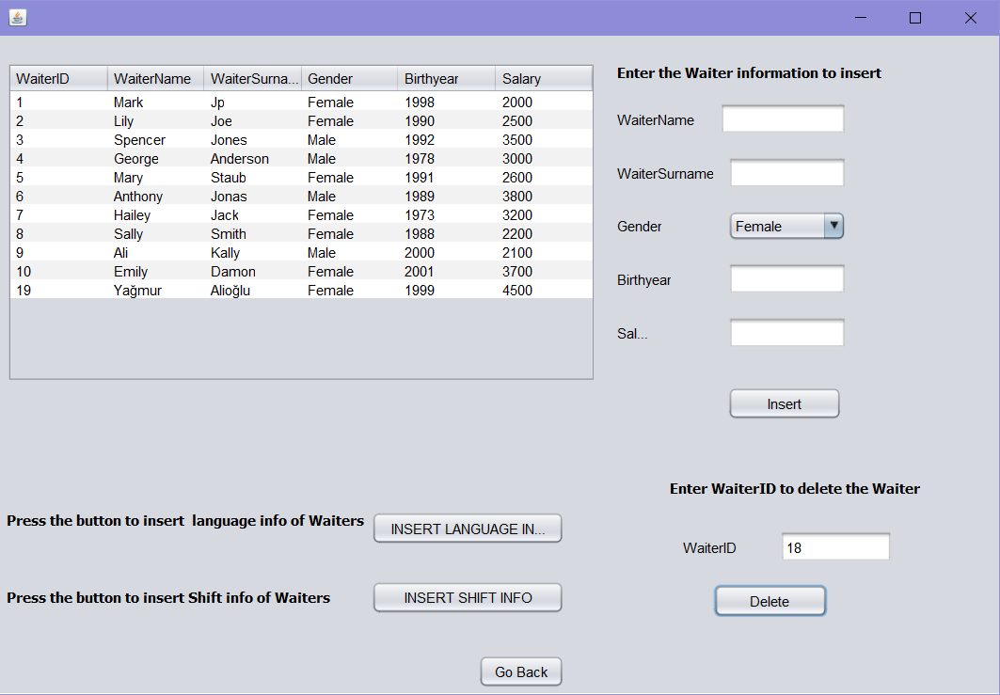 WaiterID WaiterName WaiterSurna... Gender Birthyear Salary
1 Mark Jp Female 1998 2000
2 Lily Joe Female 1990 2500
3 Spencer Jones Male 1992 3500
4 George Anderson Male 1978 3000
5 Mary Staub Female 1991 2600
6 Anthony Jonas Male 1989 3800
7 Hailey Jack Female 1973 3200
8 Sally Smith Female 1988 2200
9 Ali Kally Male 2000 2100
10 Emily Damon Female 2001 3700
19 Yağmur Alioğlu Female 1999 4500
Enter the Waiter information to insert
WaiterName
WaiterSurname
Gender Female
Birthyear
Sal...
Insert
Enter WaiterID to delete the Waiter
WaiterID 18
Delete
Press the button to insert language info of Waiters INSERT LANGUAGE IN...
Press the button to insert Shift info of Waiters INSERT SHIFT INFO
Go Back